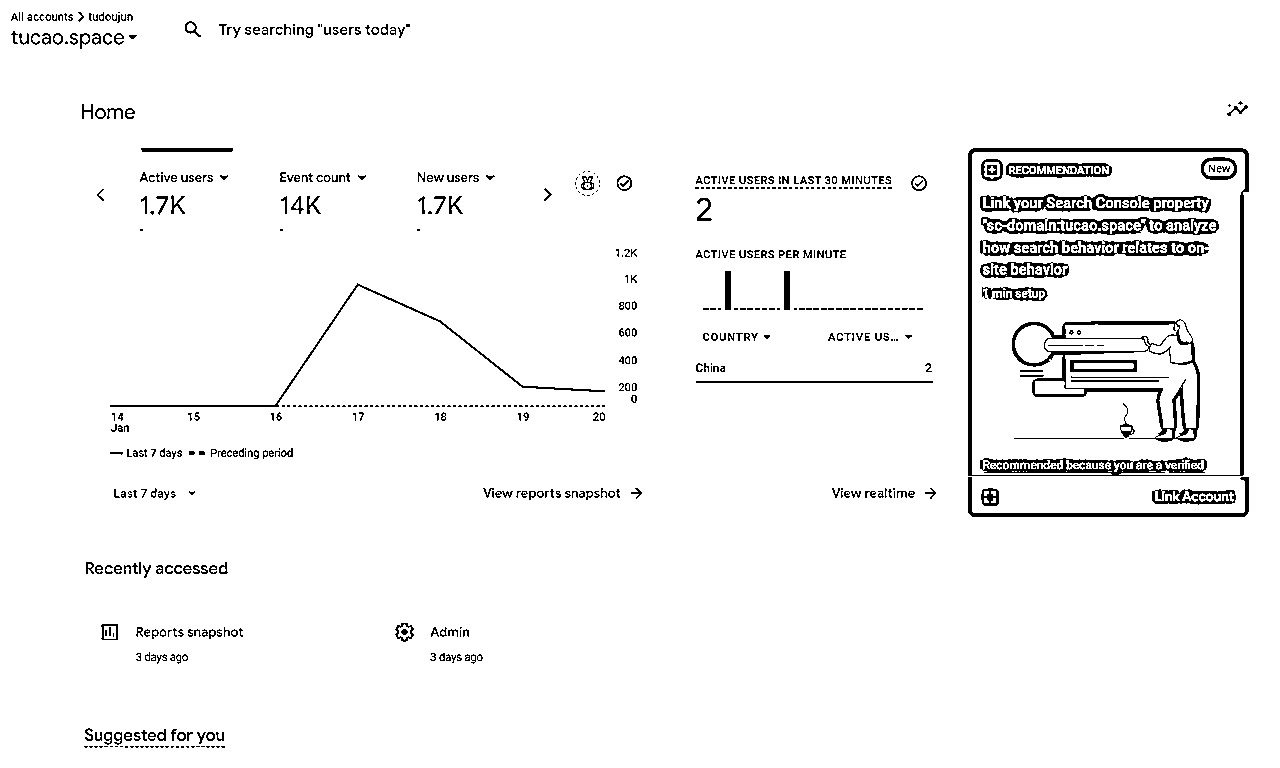 All accounts > tudoujun
tucao.space
Try searching "users today"
Home
Active users
1.7K
-
Event count
14K
-
New users
1.7K
-
1.2K
1K
800
600
400
200
0
14
Jan
15
16
17
18
19
20
Last 7 days
Preceding period
Last 7 days
View reports snapshot
ACTIVE USERS IN LAST 30 MINUTES
2
ACTIVE USERS PER MINUTE
COUNTRY
ACTIVE US...
China
2
View realtime
RECOMMENDATION
New
Link your Search Console property
"sc-domain:tucao.space" to analyze
how search behavior relates to on-
site behavior
1 min setup
Recommended because you are a verified
Link Account
Recently accessed
Reports snapshot
3 days ago
Admin
3 days ago
Suggested for you